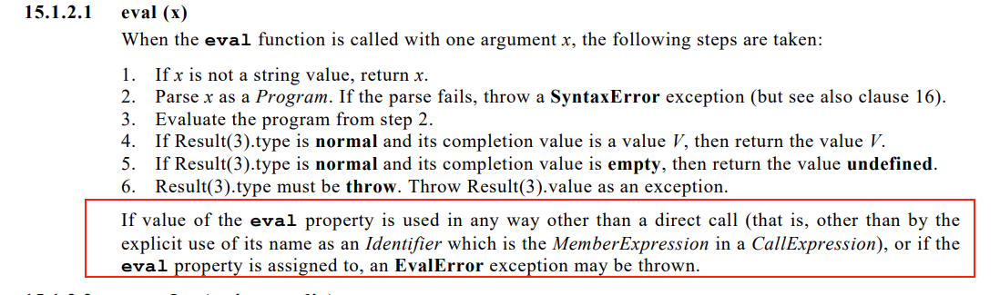 15.1.2.1 eval (x)
When the eval function is called with one argument x, the following steps are taken:
1. If x is not a string value, return x.
2. Parse x as a Program. If the parse fails, throw a SyntaxError exception (but see also clause 16).
3. Evaluate the program from step 2.
4. If Result(3).type is normal and its completion value is a value V, then return the value V.
5. If Result(3).type is normal and its completion value is empty, then return the value undefined.
6. Result(3).type must be throw. Throw Result(3).value as an exception.
If value of the eval property is used in any way other than a direct call (that is, other than by the
explicit use of its name as an Identifier which is the MemberExpression in a CallExpression), or if the
eval property is assigned to, an EvalError exception may be thrown.